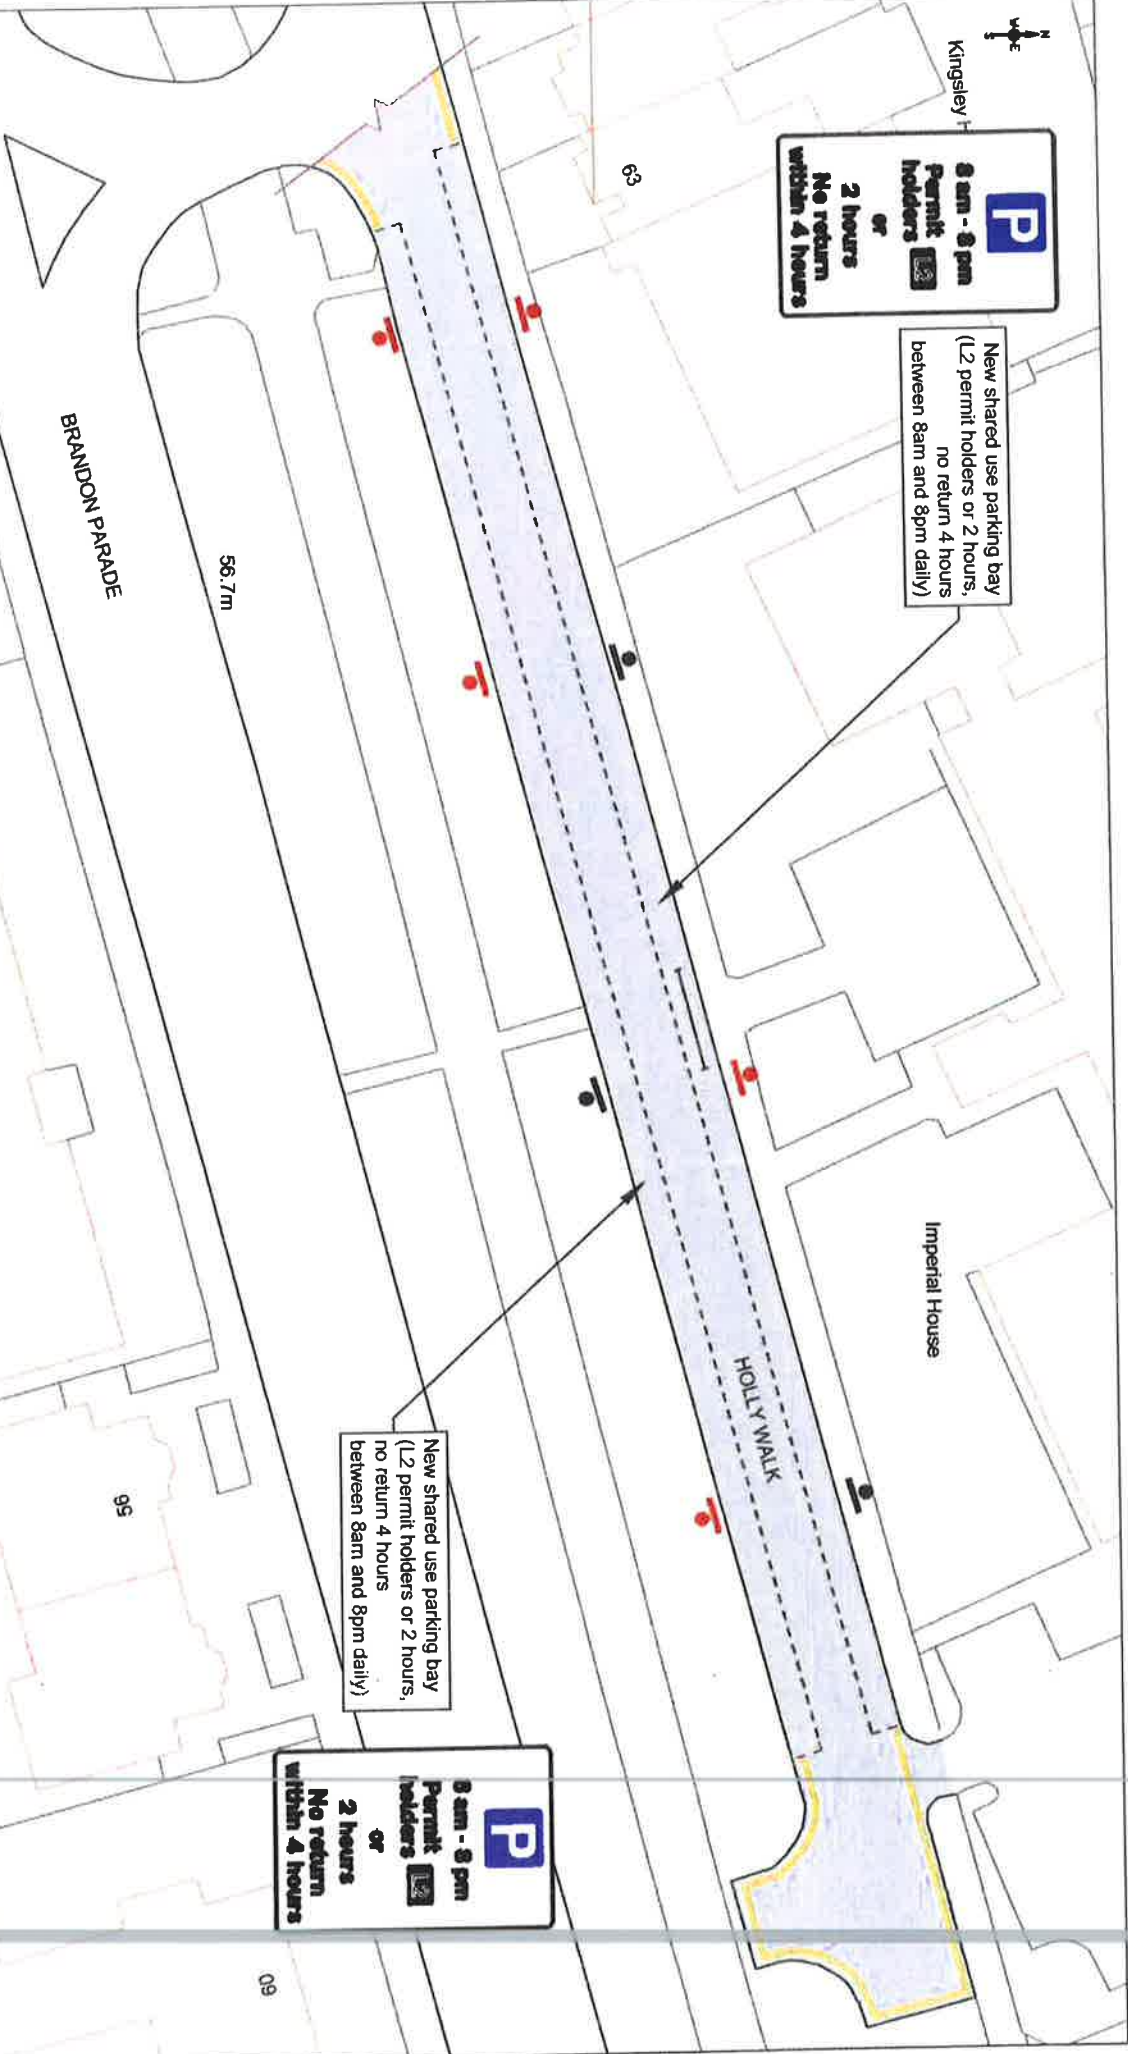 N
W E
S
Kingsley H
P
8 am - 8 pm
Permit
holders L2
or
2 hours
No return
within 4 hours
New shared use parking bay
(L2 permit holders or 2 hours,
no return 4 hours
between 8am and 8pm daily)
63
Imperial House
HOLLY WALK
56.7m
BRANDON PARADE
New shared use parking bay
(L2 permit holders or 2 hours,
no return 4 hours
between 8am and 8pm daily)
P
8 am - 8 pm
Permit
holders L2
or
2 hours
No return
within 4 hours
56
60